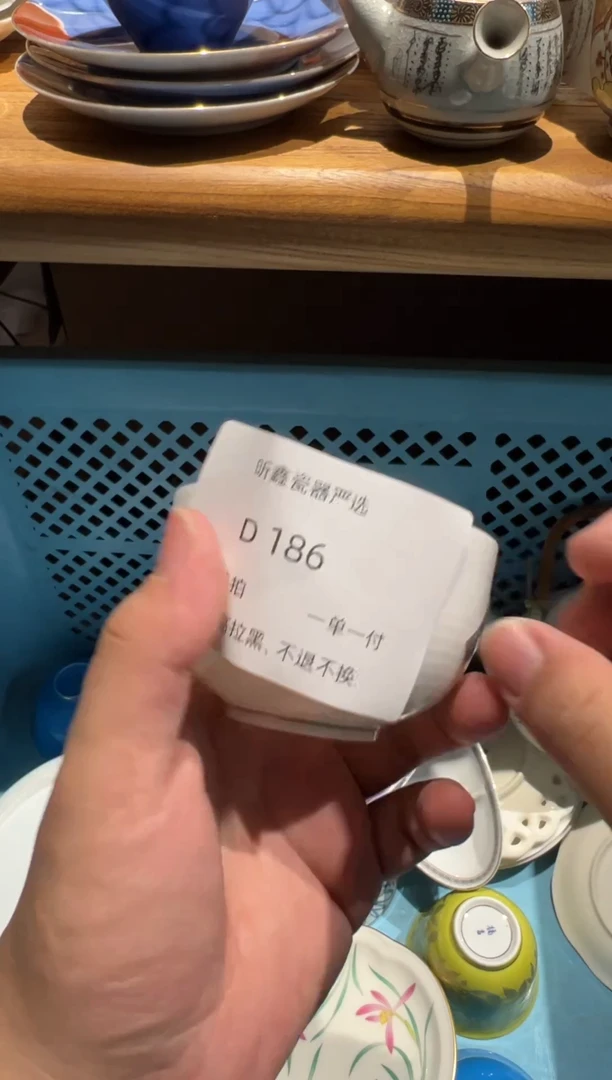 昕鑫瓷器严选
D 186
拍
一单一付
拉黑、不退不换